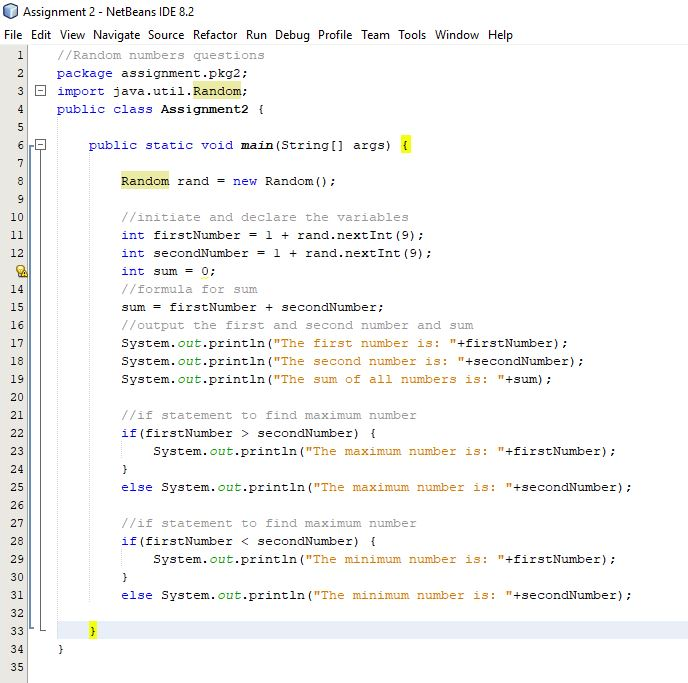 Assignment 2 - NetBeans IDE 8.2
File Edit View Navigate Source Refactor Run Debug Profile Team Tools Window Help
1 //Random numbers questions
2 package assignment.pkg2;
3 import java.util.Random;
4 public class Assignment2 {
5
6 public static void main(String[] args) {
7
8 Random rand = new Random();
9
10 //initiate and declare the variables
11 int firstNumber = 1 + rand.nextInt(9);
12 int secondNumber = 1 + rand.nextInt(9);
int sum = 0;
14 //formula for sum
15 sum = firstNumber + secondNumber;
16 //output the first and second number and sum
17 System.out.println("The first number is: "+firstNumber);
18 System.out.println("The second number is: "+secondNumber);
19 System.out.println("The sum of all numbers is: "+sum);
20
21 //if statement to find maximum number
22 if(firstNumber > secondNumber) {
23 System.out.println("The maximum number is: "+firstNumber);
24 }
25 else System.out.println("The maximum number is: "+secondNumber);
26
27 //if statement to find maximum number
28 if(firstNumber < secondNumber) {
29 System.out.println("The minimum number is: "+firstNumber);
30 }
31 else System.out.println("The minimum number is: "+secondNumber);
32
33 }
34 }
35